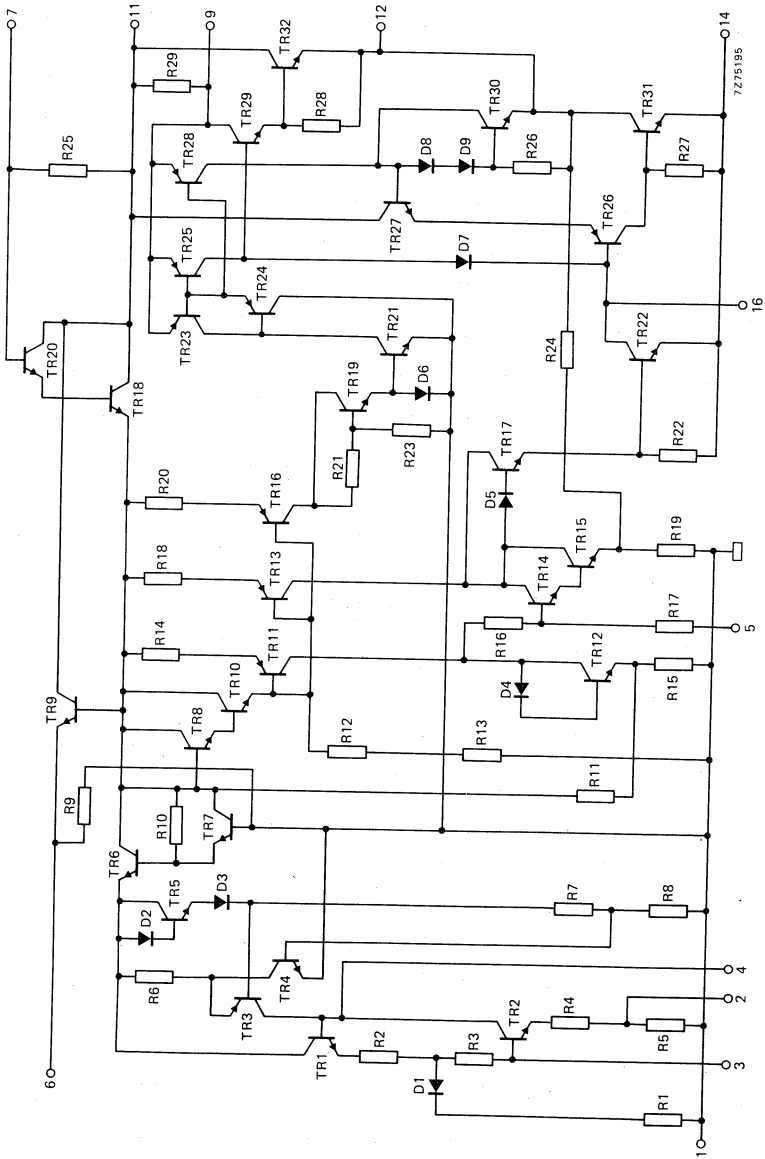 7
11
9
12
14
7Z75195
R29
TR32
R25
TR28
TR29
R28
D8
D9
TR30
R26
TR31
R27
TR25
TR27
TR26
D7
TR24
TR23
TR20
TR18
TR21
TR19
D6
R24
TR22
16
R21
R23
R20
TR16
TR17
D5
R22
R18
TR13
TR14
TR15
R19
R14
TR11
R16
R17
5
TR9
TR10
D4
TR12
R15
TR8
R12
R13
R9
R10
TR7
R11
TR6
TR5
D3
D2
R7
R8
R6
TR3
TR4
4
TR1
R2
R3
TR2
R4
2
R5
D1
3
6
R1
1